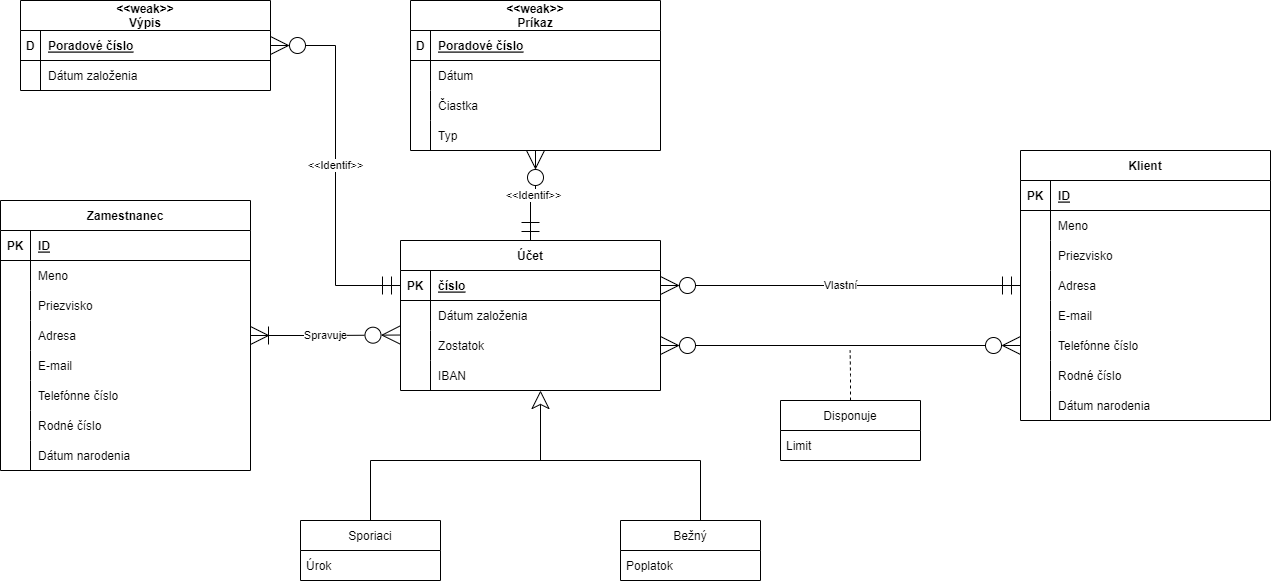 <<weak>>
Výpis
D Poradové číslo
Dátum založenia
<<weak>>
Príkaz
D Poradové číslo
Dátum
Čiastka
Typ
<<Identif>>
<<Identif>>
Zamestnanec
PK ID
Meno
Priezvisko
Adresa
E-mail
Telefónne číslo
Rodné číslo
Dátum narodenia
Spravuje
Účet
PK číslo
Dátum založenia
Zostatok
IBAN
Vlastní
Klient
PK ID
Meno
Priezvisko
Adresa
E-mail
Telefónne číslo
Rodné číslo
Dátum narodenia
Disponuje
Limit
Sporiaci
Úrok
Bežný
Poplatok